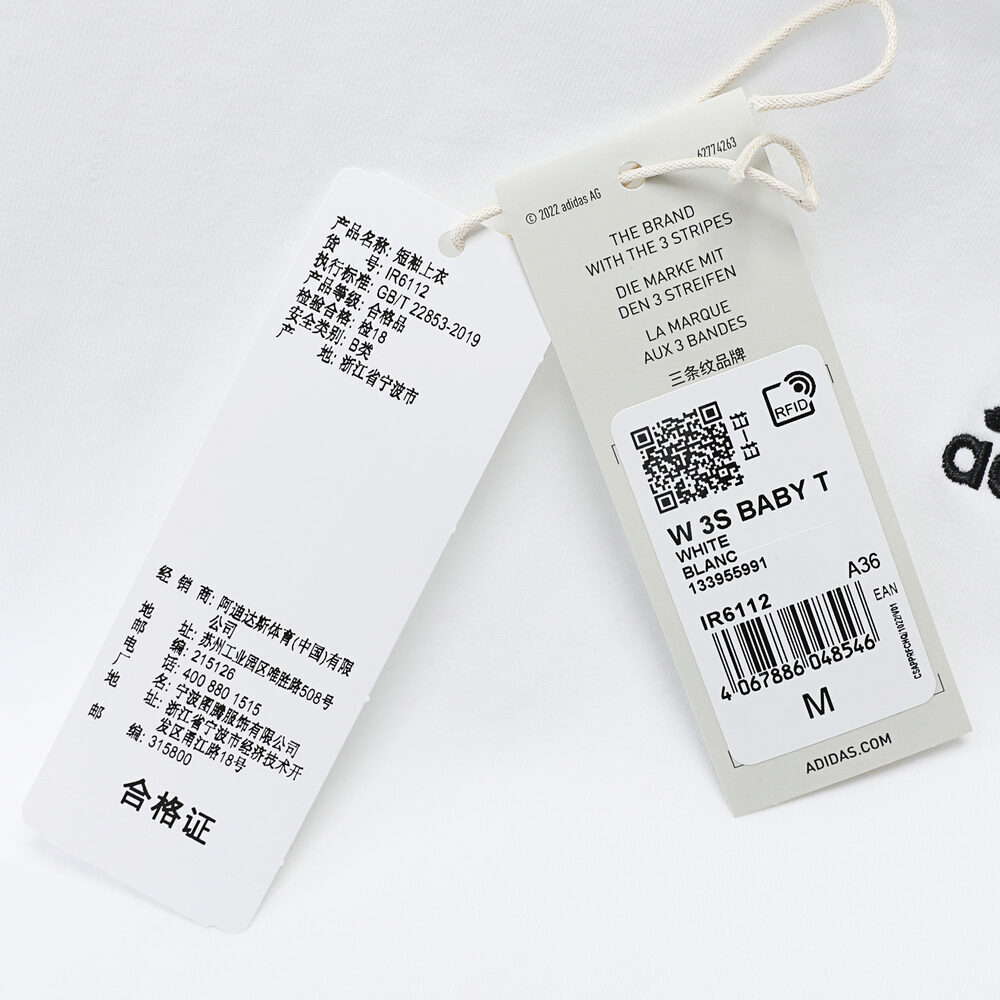 产品名称: 短袖上衣
货 号: IR6112
执行标准: GB/T 22853-2019
产品等级: 合格品
检验合格: 检18
安全类别: B类
产 地: 浙江省宁波市
经 销 商: 阿迪达斯体育(中国)有限
公司
地 址: 苏州工业园区唯胜路508号
邮 编: 215126
电 话: 400 880 1515
厂 名: 宁波图腾服饰有限公司
地 址: 浙江省宁波市经济技术开
发区甬江路18号
邮 编: 315800
合格证
62774263
© 2022 adidas AG
THE BRAND
WITH THE 3 STRIPES
DIE MARKE MIT
DEN 3 STREIFEN
LA MARQUE
AUX 3 BANDES
三条纹品牌
扫一扫
RFID
W 3S BABY T
WHITE
BLANC
133955991
A36
IR6112
EAN
4 067886 048546
M
ADIDAS.COM